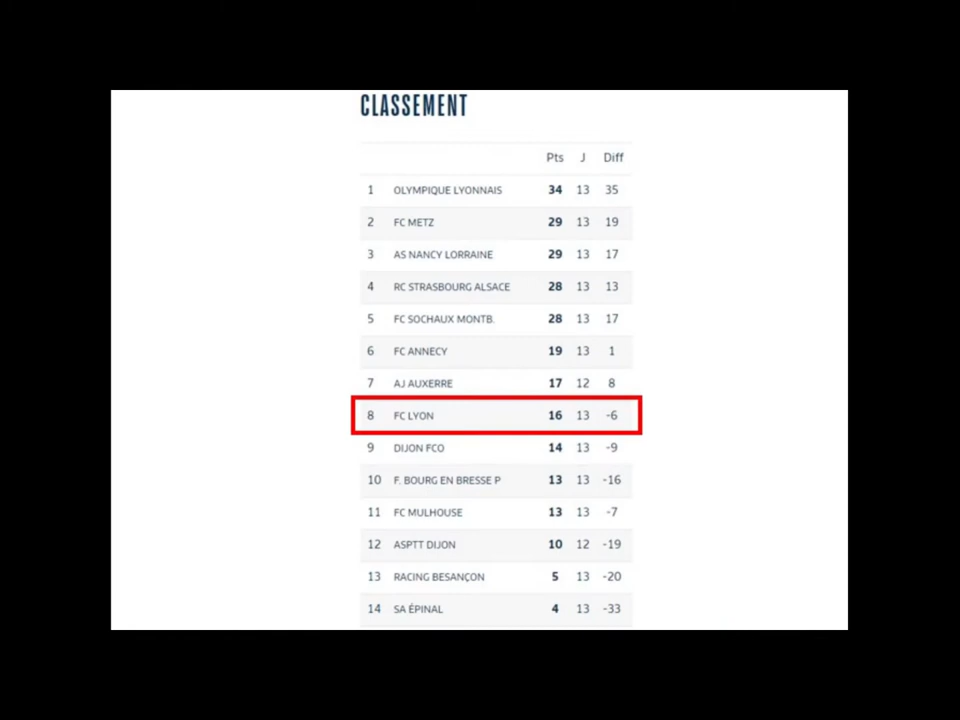 CLASSEMENT
Pts J Diff
1 OLYMPIQUE LYONNAIS 34 13 35
2 FC METZ 29 13 19
3 AS NANCY LORRAINE 29 13 17
4 RC STRASBOURG ALSACE 28 13 13
5 FC SOCHAUX MONTB. 28 13 17
6 FC ANNECY 19 13 1
7 AJ AUXERRE 17 12 8
8 FC LYON 16 13 -6
9 DIJON FCO 14 13 -9
10 F. BOURG EN BRESSE P 13 13 -16
11 FC MULHOUSE 13 13 -7
12 ASPTT DIJON 10 12 -19
13 RACING BESANÇON 5 13 -20
14 SA ÉPINAL 4 13 -33